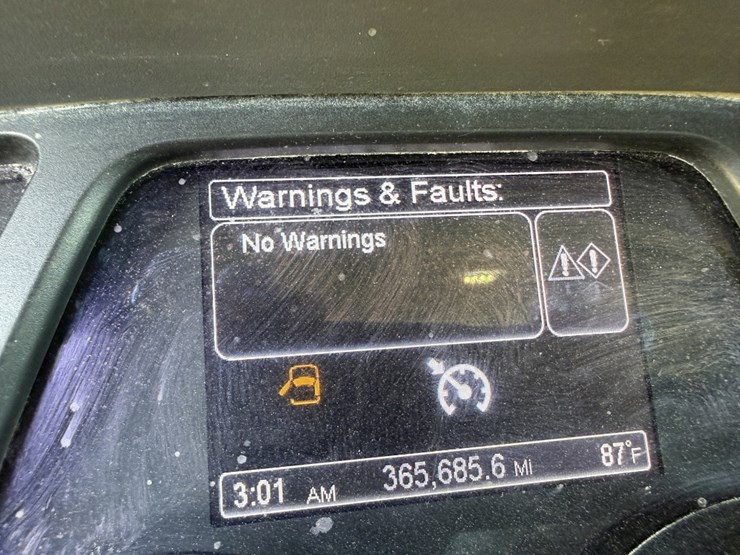 Warnings & Faults:
No Warnings
3:01 AM 365,685.6 Mi 87°F